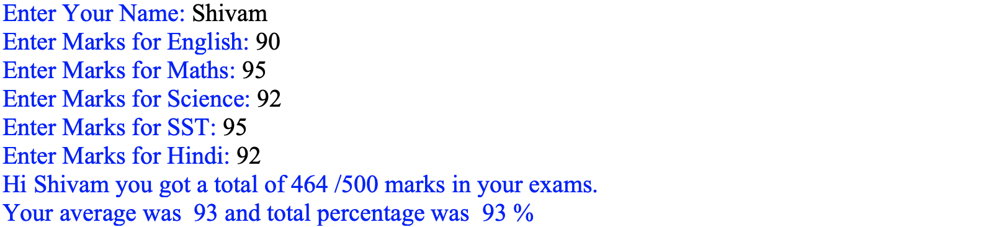 Enter Your Name: Shivam
Enter Marks for English: 90
Enter Marks for Maths: 95
Enter Marks for Science: 92
Enter Marks for SST: 95
Enter Marks for Hindi: 92
Hi Shivam you got a total of 464 /500 marks in your exams.
Your average was  93 and total percentage was  93 %